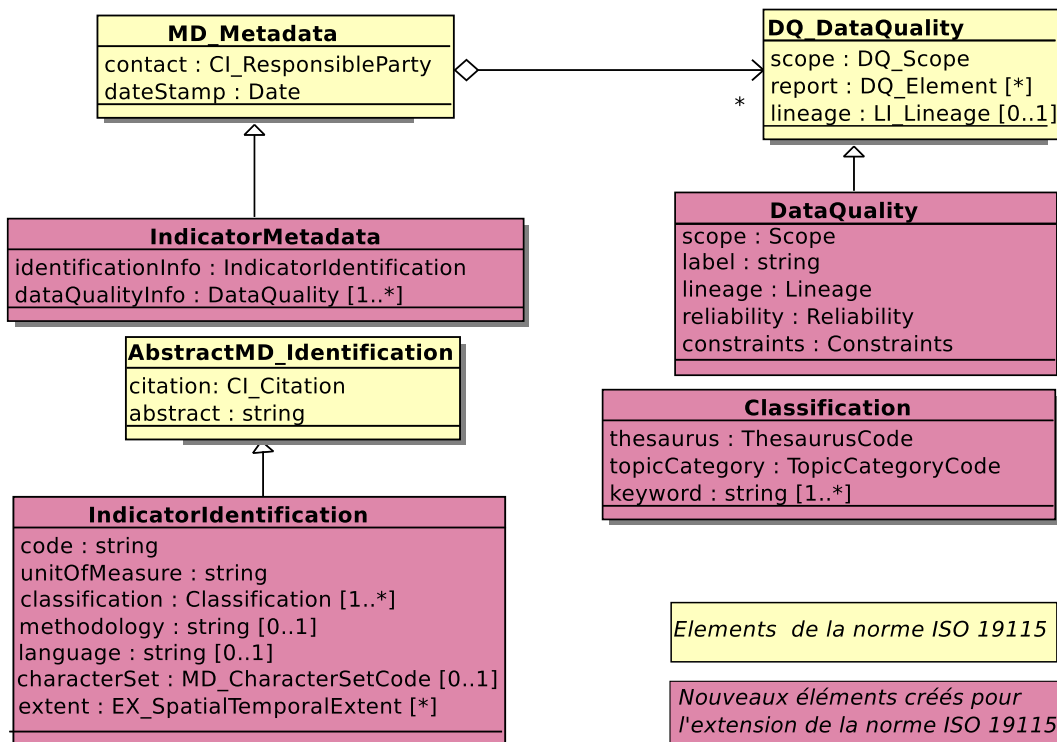 MD_Metadata
contact : CI_ResponsibleParty
dateStamp : Date
*
DQ_DataQuality
scope : DQ_Scope
report : DQ_Element [*]
lineage : LI_Lineage [0..1]
IndicatorMetadata
identificationInfo : IndicatorIdentification
dataQualityInfo : DataQuality [1..*]
DataQuality
scope : Scope
label : string
lineage : Lineage
reliability : Reliability
constraints : Constraints
AbstractMD_Identification
citation: CI_Citation
abstract : string
Classification
thesaurus : ThesaurusCode
topicCategory : TopicCategoryCode
keyword : string [1..*]
IndicatorIdentification
code : string
unitOfMeasure : string
classification : Classification [1..*]
methodology : string [0..1]
language : string [0..1]
characterSet : MD_CharacterSetCode [0..1]
extent : EX_SpatialTemporalExtent [*]
Elements de la norme ISO 19115
Nouveaux éléments créés pour
l'extension de la norme ISO 19115